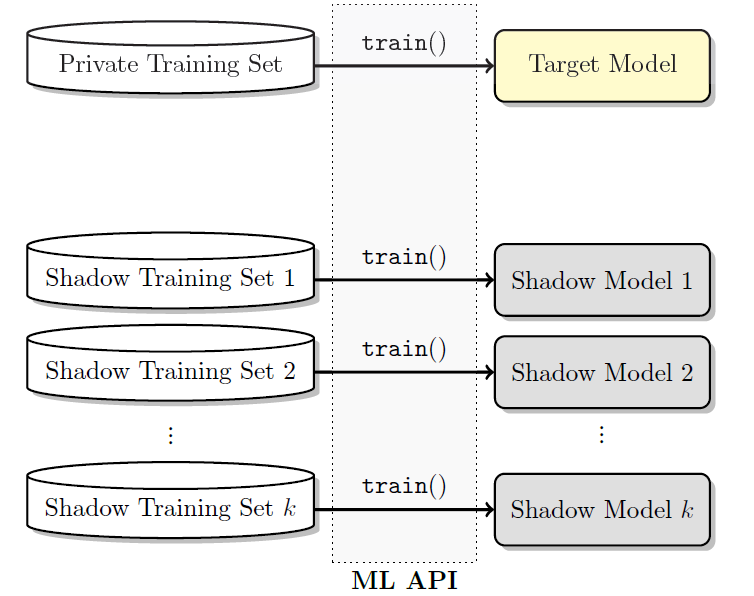 Private Training Set
train()
Target Model
Shadow Training Set 1
train()
Shadow Model 1
Shadow Training Set 2
train()
Shadow Model 2
⋮
⋮
Shadow Training Set k
train()
Shadow Model k
ML API